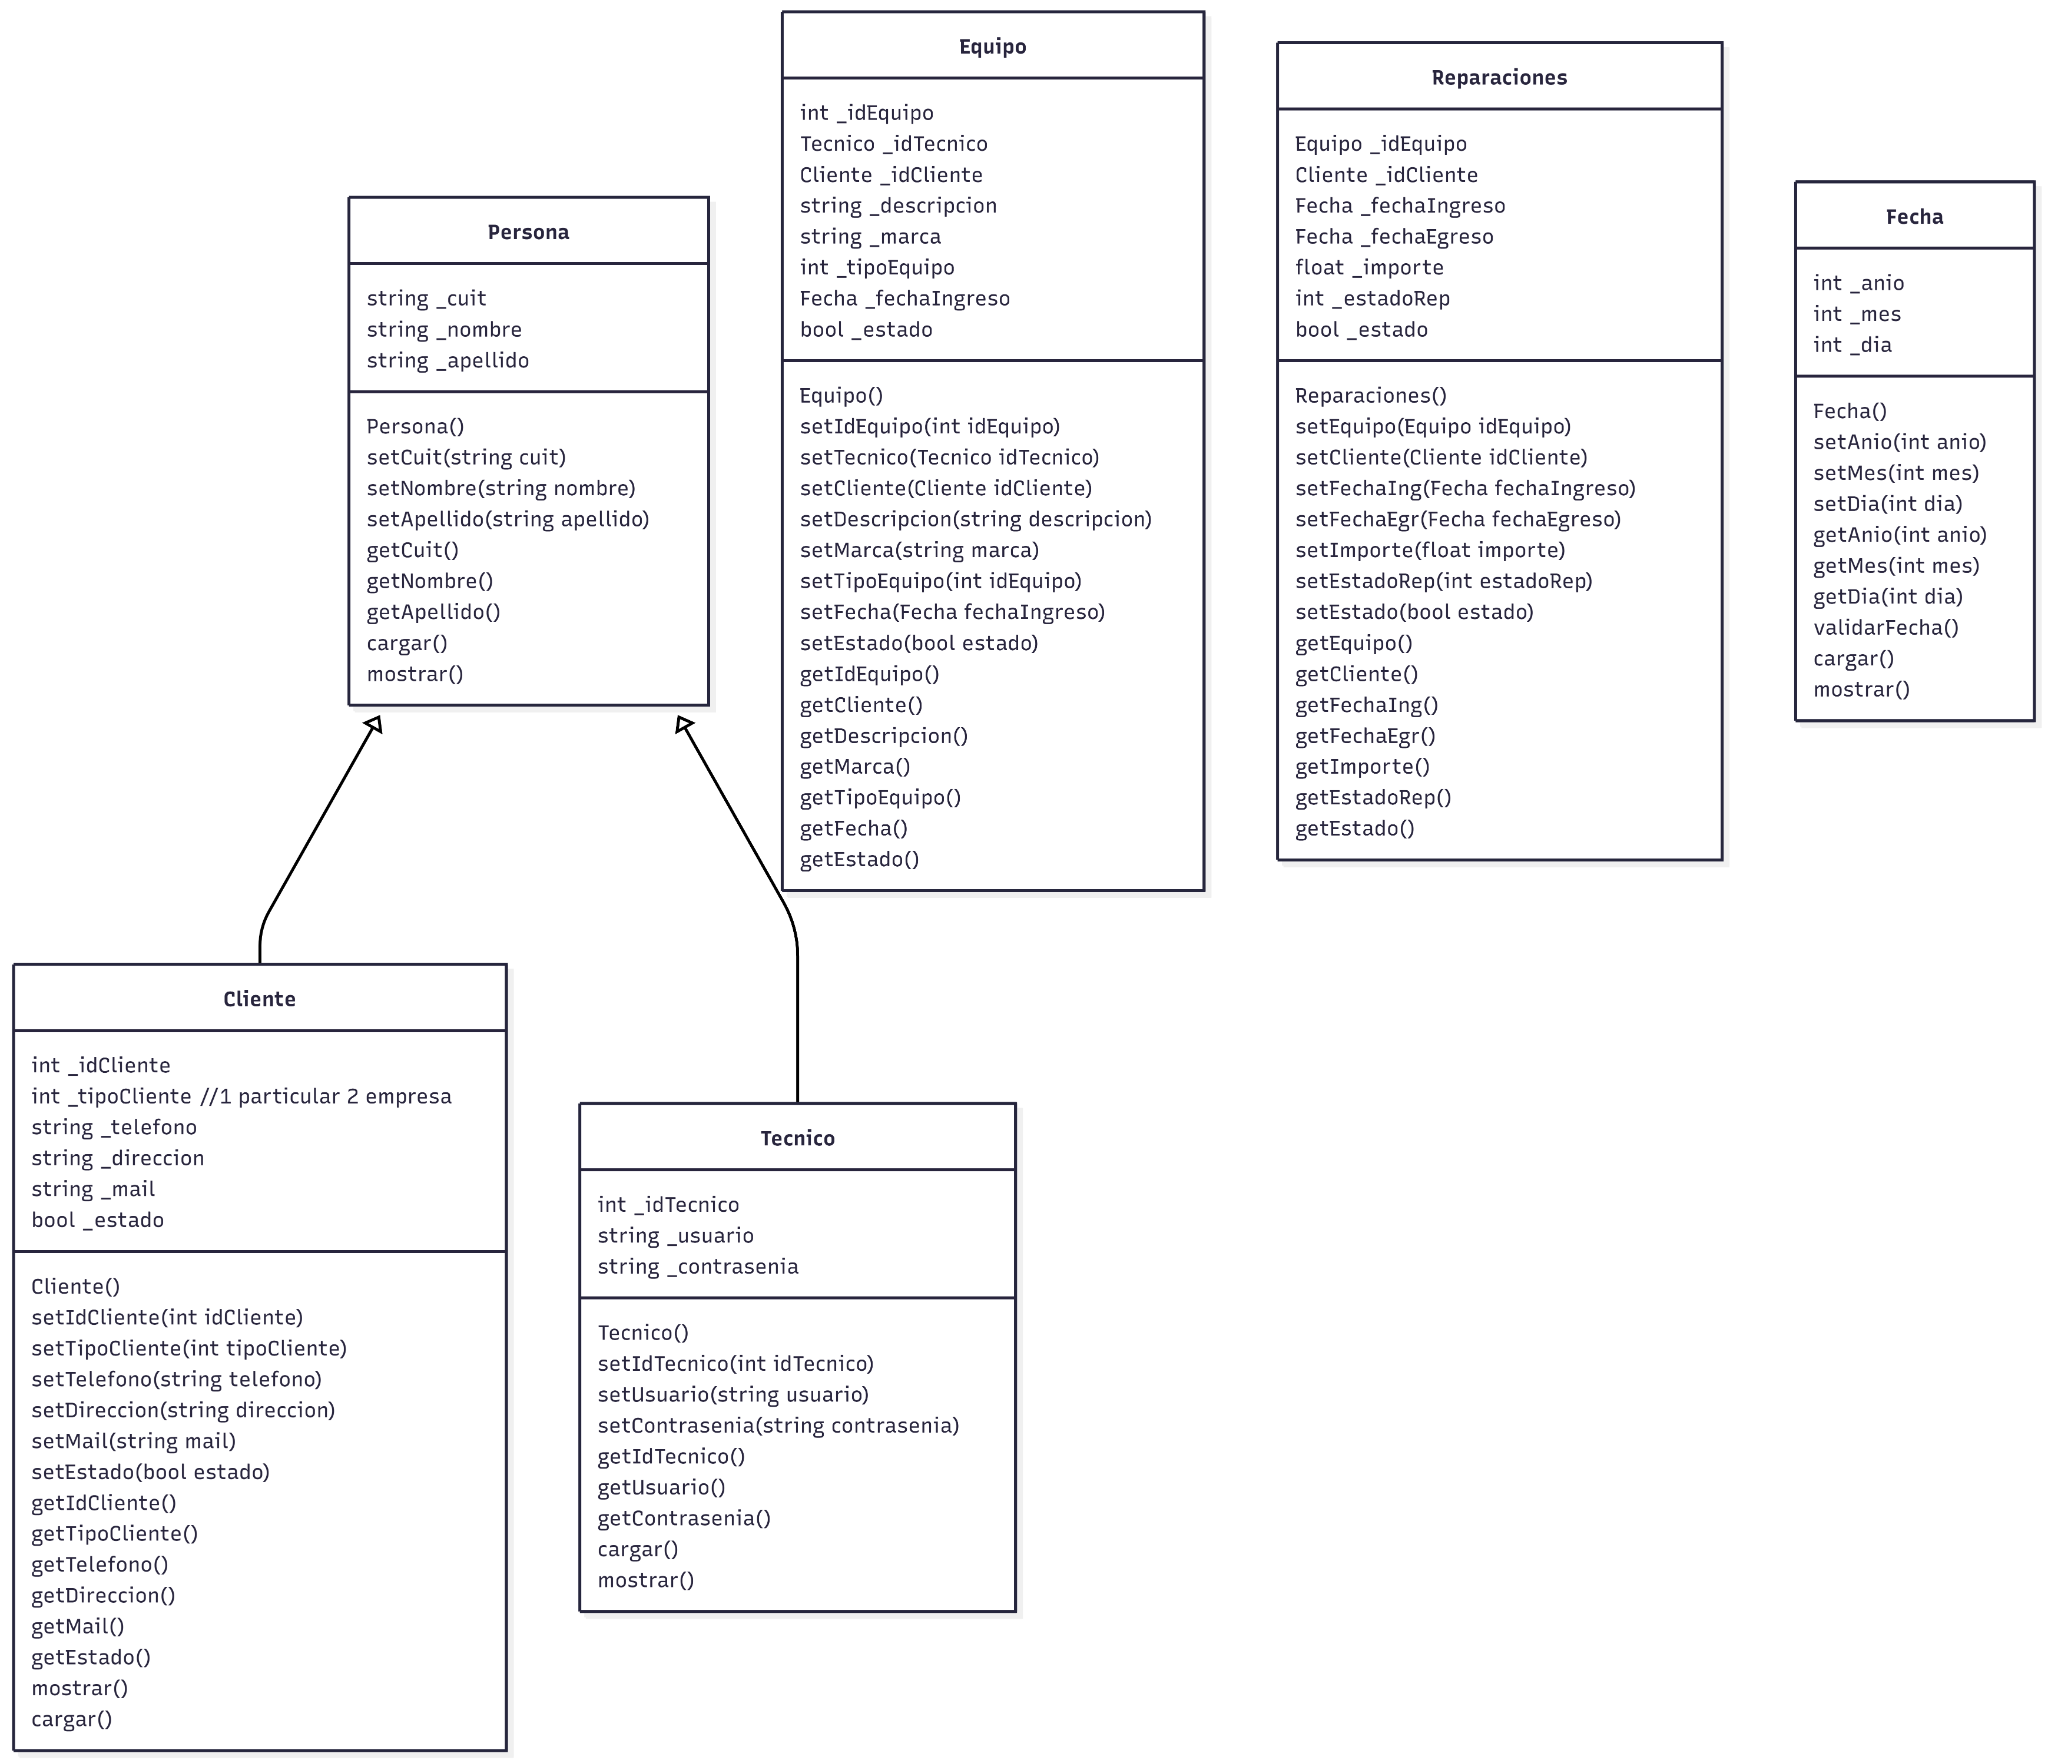 Persona
string _cuit
string _nombre
string _apellido
Persona()
setCuit(string cuit)
setNombre(string nombre)
setApellido(string apellido)
getCuit()
getNombre()
getApellido()
cargar()
mostrar()
Equipo
int _idEquipo
Tecnico _idTecnico
Cliente _idCliente
string _descripcion
string _marca
int _tipoEquipo
Fecha _fechaIngreso
bool _estado
Equipo()
setIdEquipo(int idEquipo)
setTecnico(Tecnico idTecnico)
setCliente(Cliente idCliente)
setDescripcion(string descripcion)
setMarca(string marca)
setTipoEquipo(int idEquipo)
setFecha(Fecha fechaIngreso)
setEstado(bool estado)
getIdEquipo()
getCliente()
getDescripcion()
getMarca()
getTipoEquipo()
getFecha()
getEstado()
Reparaciones
Equipo _idEquipo
Cliente _idCliente
Fecha _fechaIngreso
Fecha _fechaEgreso
float _importe
int _estadoRep
bool _estado
Reparaciones()
setEquipo(Equipo idEquipo)
setCliente(Cliente idCliente)
setFechaIng(Fecha fechaIngreso)
setFechaEgr(Fecha fechaEgreso)
setImporte(float importe)
setEstadoRep(int estadoRep)
setEstado(bool estado)
getEquipo()
getCliente()
getFechaIng()
getFechaEgr()
getImporte()
getEstadoRep()
getEstado()
Fecha
int _anio
int _mes
int _dia
Fecha()
setAnio(int anio)
setMes(int mes)
setDia(int dia)
getAnio(int anio)
getMes(int mes)
getDia(int dia)
validarFecha()
cargar()
mostrar()
Cliente
int _idCliente
int _tipoCliente //1 particular 2 empresa
string _telefono
string _direccion
string _mail
bool _estado
Cliente()
setIdCliente(int idCliente)
setTipoCliente(int tipoCliente)
setTelefono(string telefono)
setDireccion(string direccion)
setMail(string mail)
setEstado(bool estado)
getIdCliente()
getTipoCliente()
getTelefono()
getDireccion()
getMail()
getEstado()
mostrar()
cargar()
Tecnico
int _idTecnico
string _usuario
string _contrasenia
Tecnico()
setIdTecnico(int idTecnico)
setUsuario(string usuario)
setContrasenia(string contrasenia)
getIdTecnico()
getUsuario()
getContrasenia()
cargar()
mostrar()